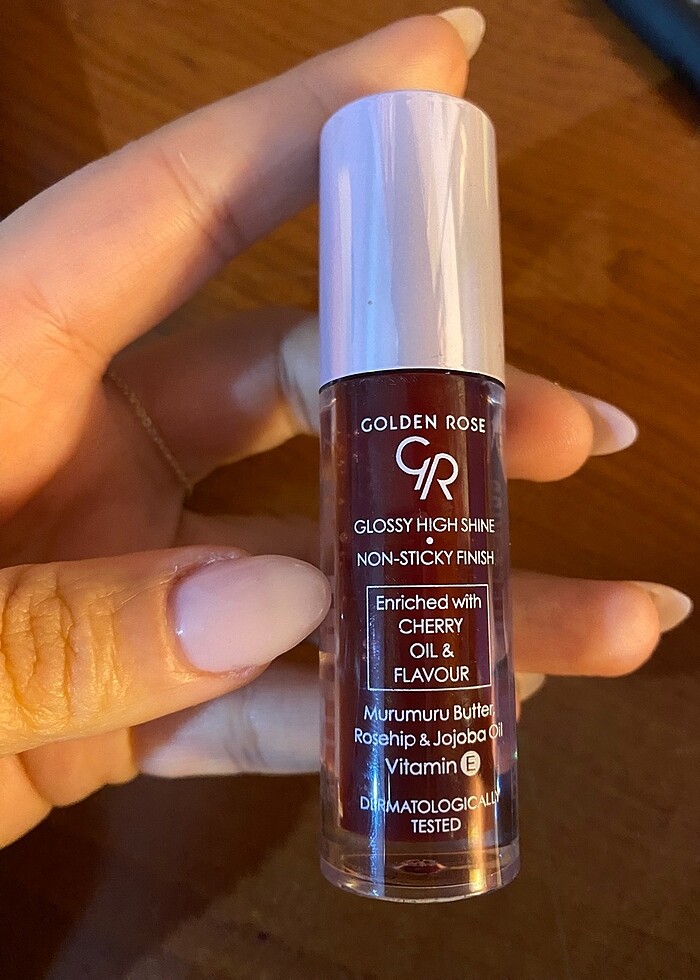 GOLDEN ROSE
GR
GLOSSY HIGH SHINE
•
NON-STICKY FINISH
Enriched with
CHERRY
OIL &
FLAVOUR
Murumuru Butter,
Rosehip & Jojoba Oil
Vitamin E
DERMATOLOGICALLY
TESTED